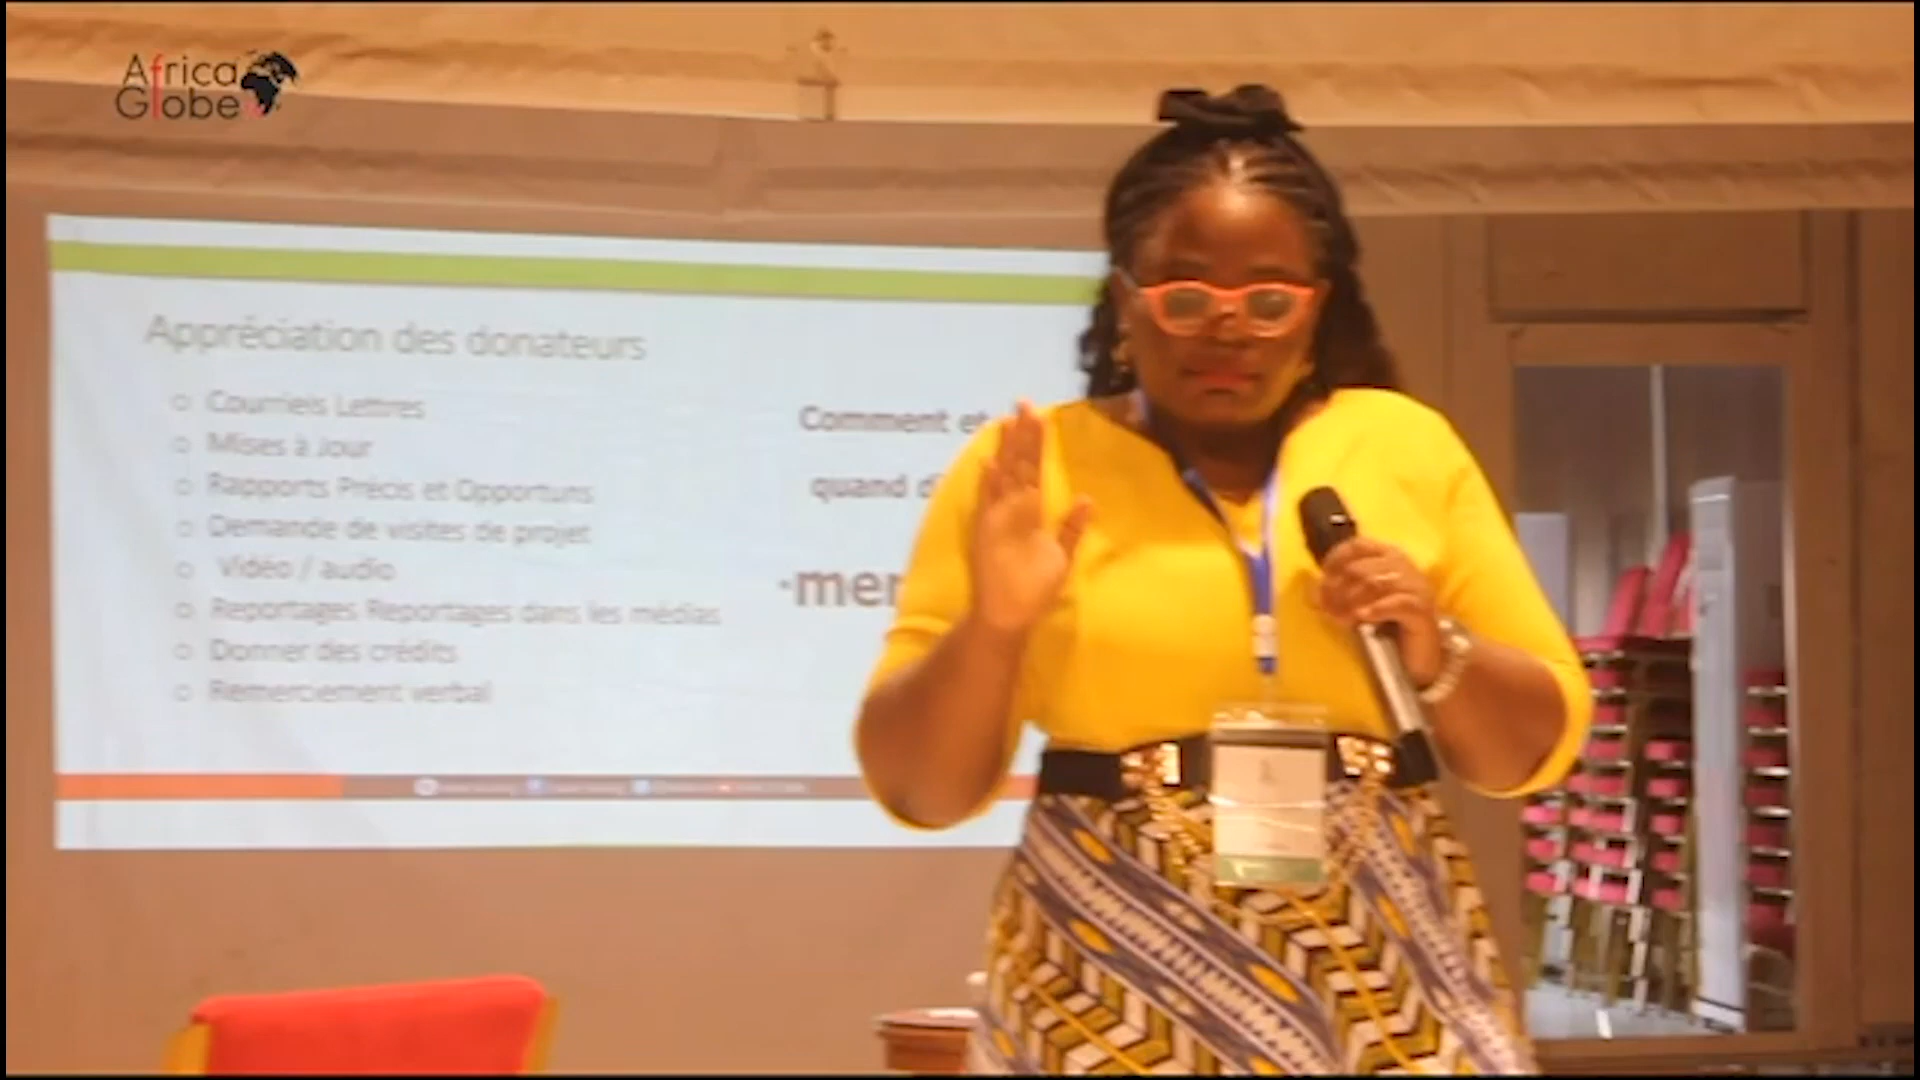 Africa
Globe
Appréciation des donateurs
Courriels Lettres
Mises à Jour
Rapports Précis et Opportuns
Demande de visites de projet
Vidéo / audio
Reportages Reportages dans les médias
Donner des crédits
Remerciement verbal
Comment et
quand d
·mer